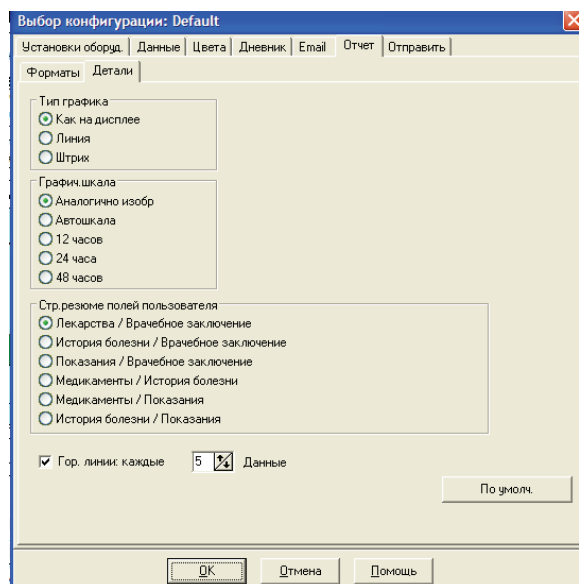 Выбор конфигурации: Default
Установки оборуд. Данные Цвета Дневник Email Отчет Отправить
Форматы Детали
Тип графика
Как на дисплее
Линия
Штрих
Графич.шкала
Аналогично изобр
Автошкала
12 часов
24 часа
48 часов
Стр.резюме полей пользователя
Лекарства / Врачебное заключение
История болезни / Врачебное заключение
Показания / Врачебное заключение
Медикаменты / История болезни
Медикаменты / Показания
История болезни / Показания
Гор. линии: каждые 5 Данные
По умолч.
OK Отмена Помощь